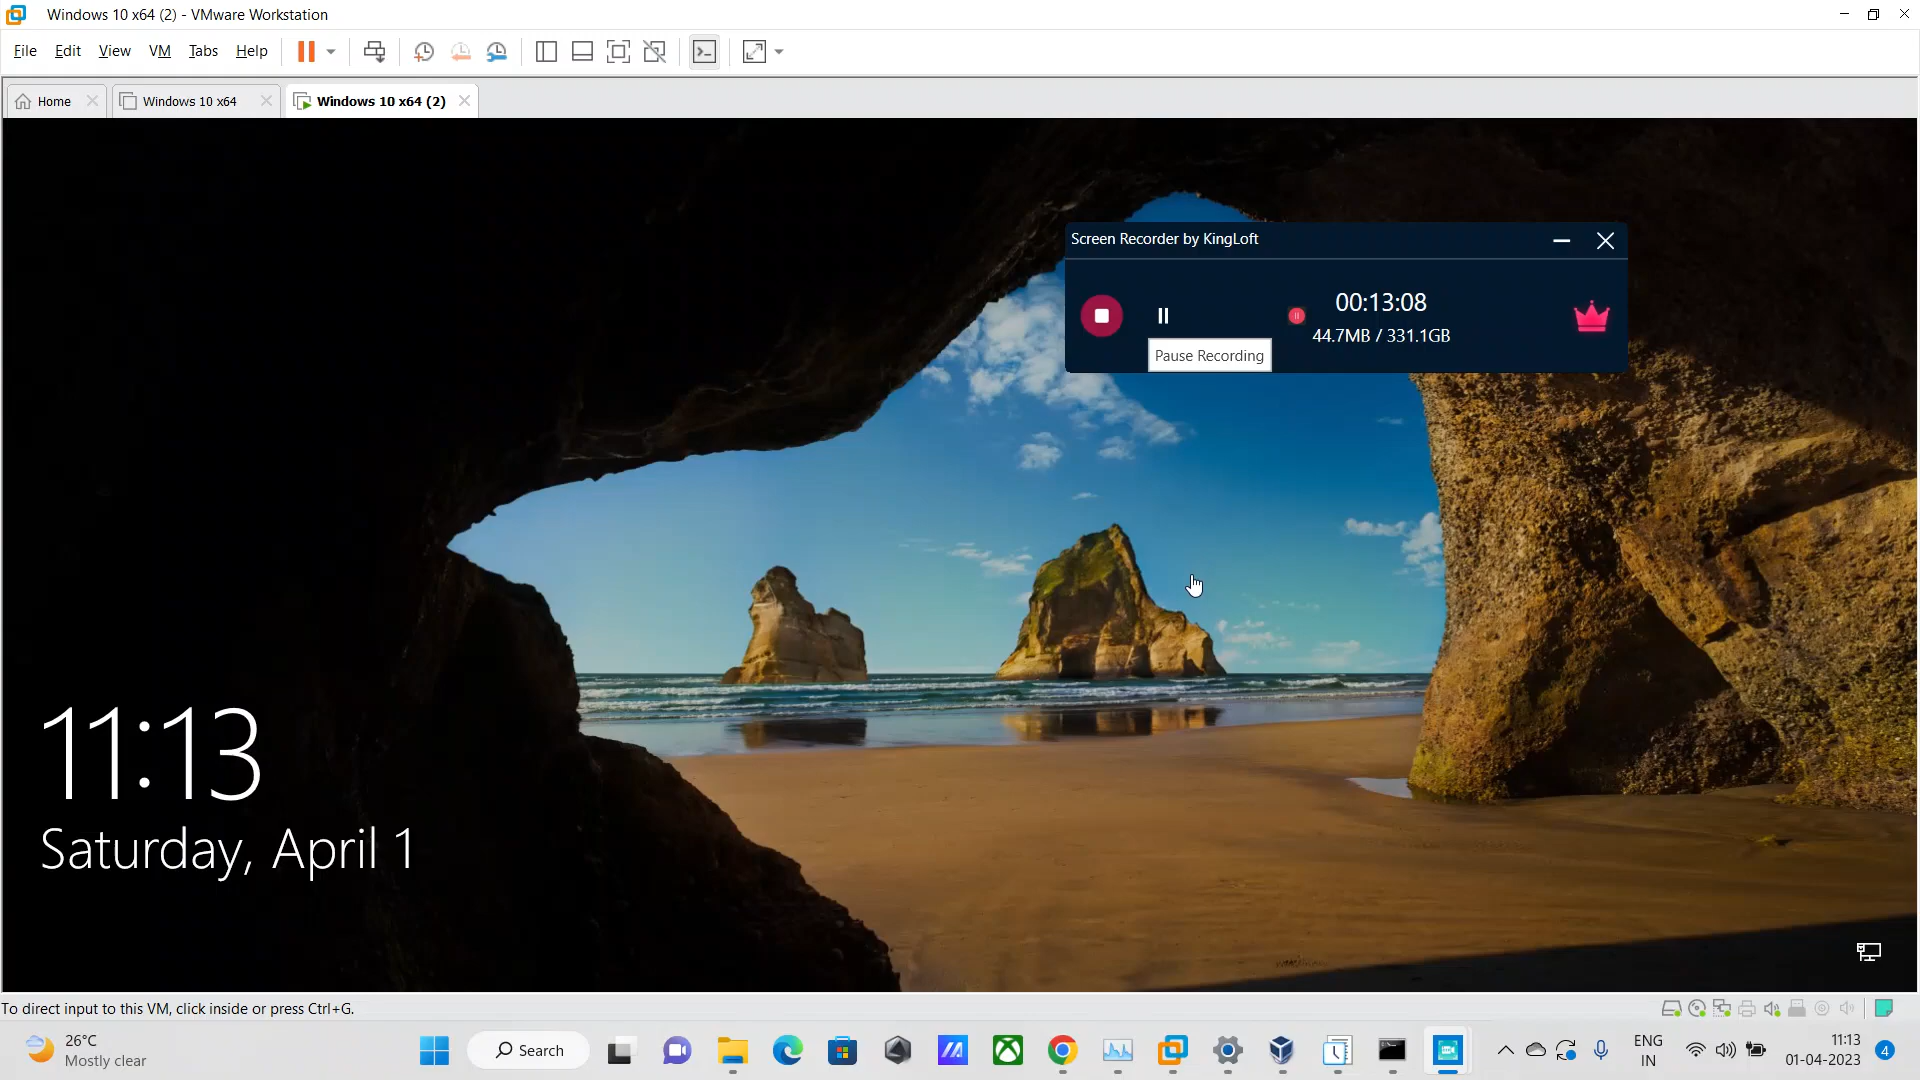 Windows 10 x64 (2) - VMware Workstation
File Edit View VM Tabs Help
Home Windows 10 x64 Windows 10 x64 (2)
Screen Recorder by KingLoft
00:13:08
44.7MB / 331.1GB
Pause Recording
11:13
Saturday, April 1
To direct input to this VM, click inside or press Ctrl+G.
26°C
Mostly clear
Search
ENG
IN
11:13
01-04-2023
4